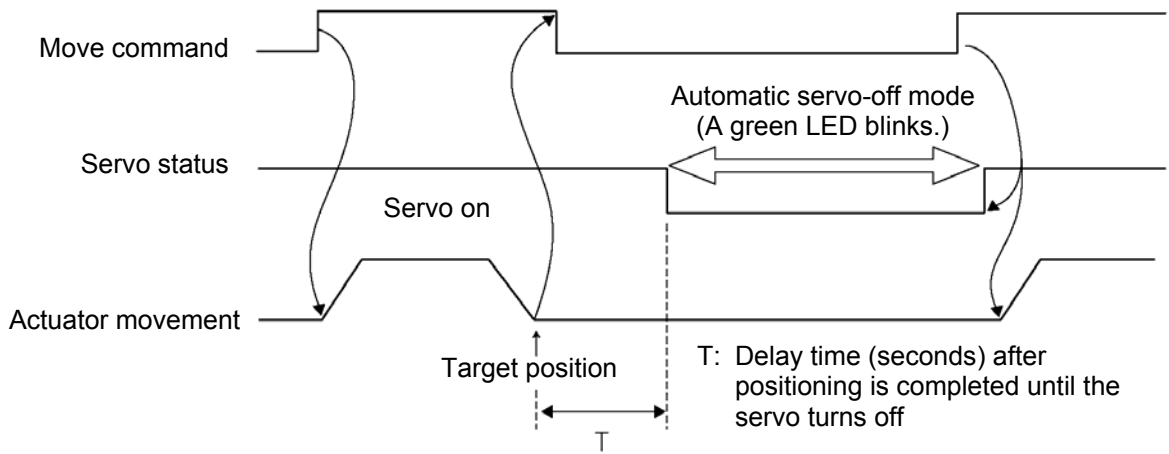 Move command
Automatic servo-off mode
(A green LED blinks.)
Servo status
Servo on
Actuator movement
Target position
T: Delay time (seconds) after
positioning is completed until the
servo turns off
T